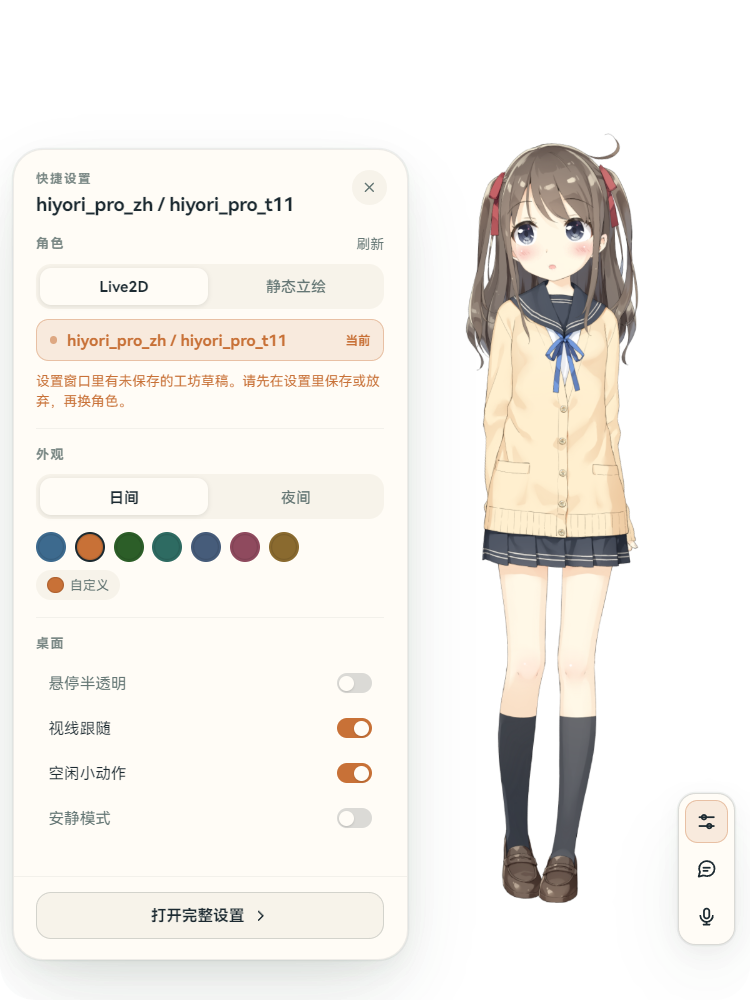 快捷设置
hiyori_pro_zh / hiyori_pro_t11
角色
刷新
Live2D
静态立绘
hiyori_pro_zh / hiyori_pro_t11
当前
设置窗口里有未保存的工坊草稿。请先在设置里保存或放
弃，再换角色。
外观
日间
夜间
自定义
桌面
悬停半透明
视线跟随
空闲小动作
安静模式
打开完整设置